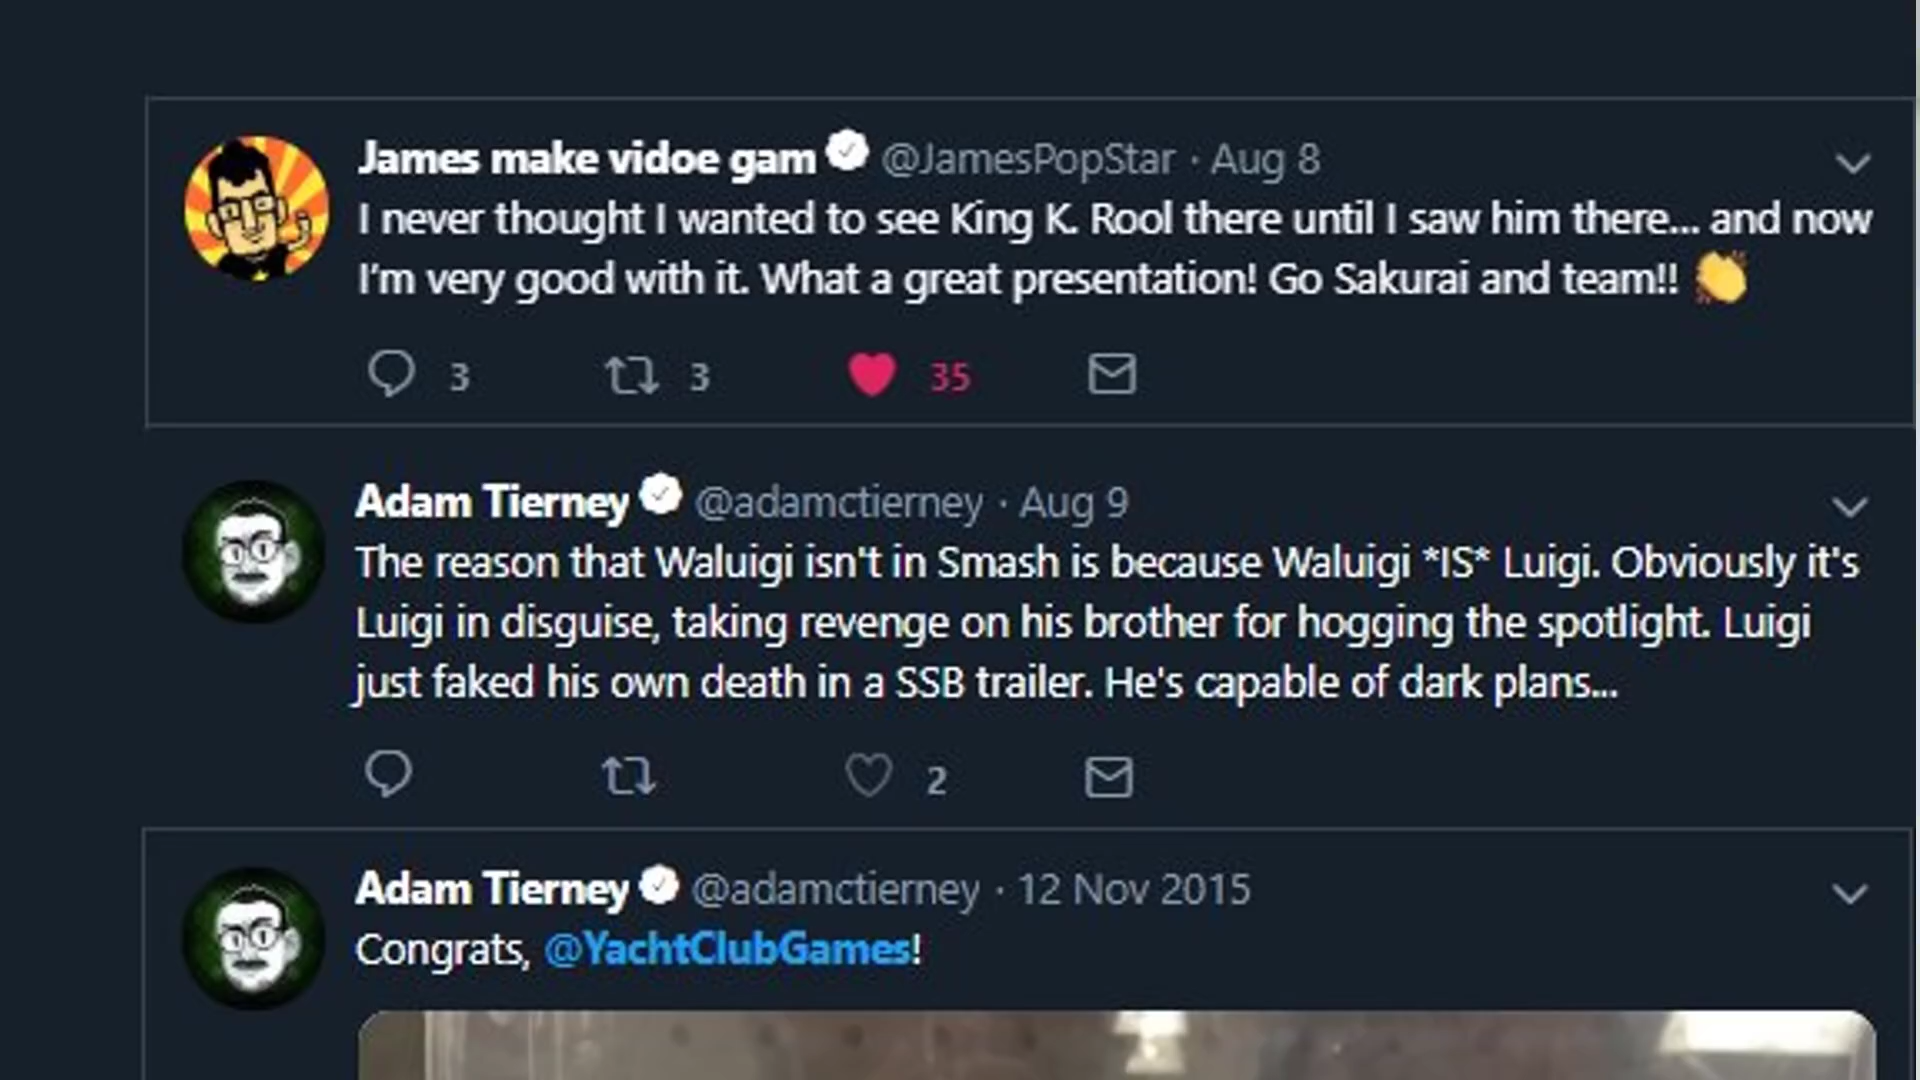 James make vidoe gam @JamesPopStar · Aug 8
I never thought I wanted to see King K. Rool there until I saw him there... and now
I'm very good with it. What a great presentation! Go Sakurai and team!! 👏
3 3 35
Adam Tierney @adamctierney · Aug 9
The reason that Waluigi isn't in Smash is because Waluigi *IS* Luigi. Obviously it's
Luigi in disguise, taking revenge on his brother for hogging the spotlight. Luigi
just faked his own death in a SSB trailer. He's capable of dark plans...
2
Adam Tierney @adamctierney · 12 Nov 2015
Congrats, @YachtClubGames!